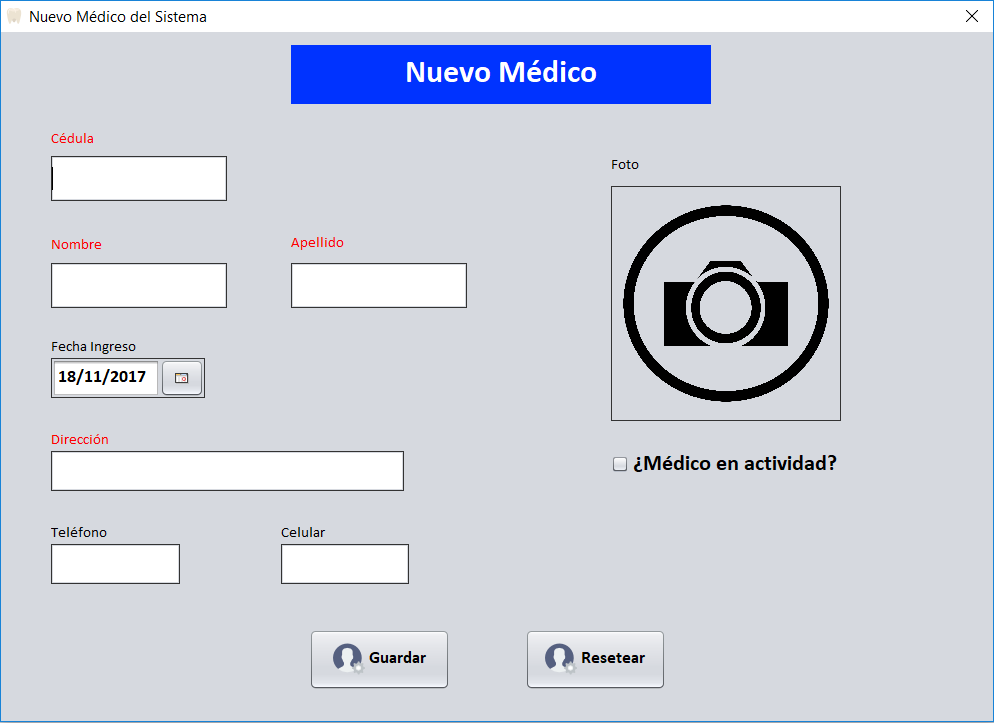 Nuevo Médico del Sistema
Nuevo Médico
Cédula
Foto
Nombre
Apellido
Fecha Ingreso
18/11/2017
Dirección
¿Médico en actividad?
Teléfono
Celular
Guardar
Resetear